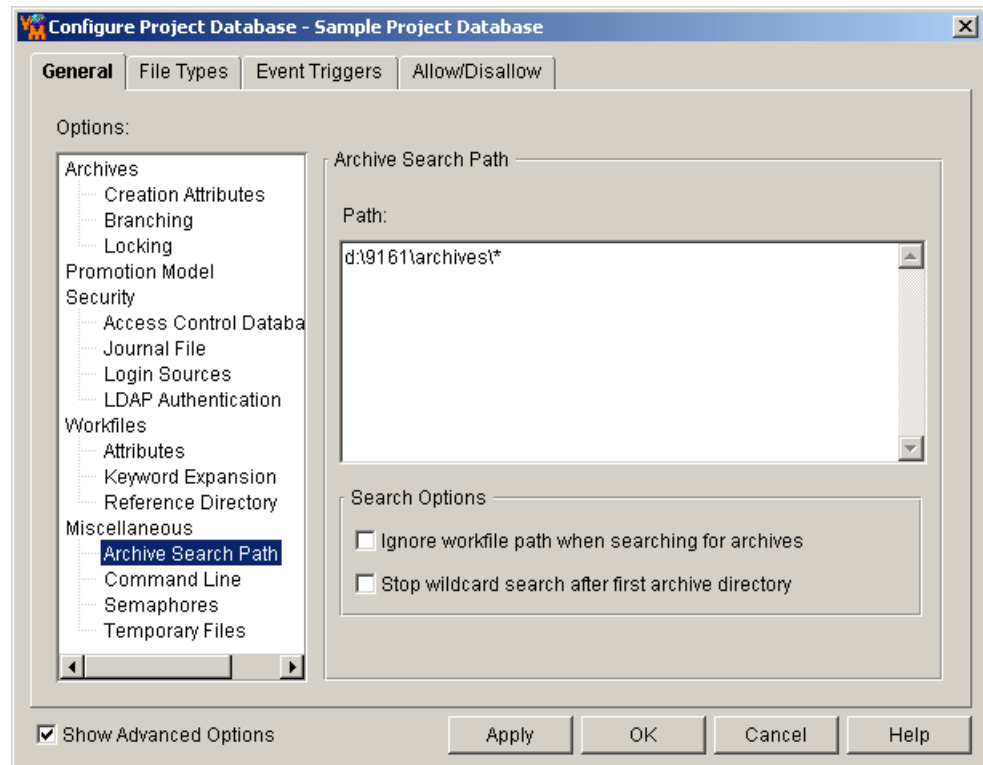 Configure Project Database - Sample Project Database
General File Types Event Triggers Allow/Disallow
Options:
Archives
Creation Attributes
Branching
Locking
Promotion Model
Security
Access Control Databa
Journal File
Login Sources
LDAP Authentication
Workfiles
Attributes
Keyword Expansion
Reference Directory
Miscellaneous
Archive Search Path
Command Line
Semaphores
Temporary Files
Archive Search Path
Path:
d:\9161\archives\*
Search Options
Ignore workfile path when searching for archives
Stop wildcard search after first archive directory
Show Advanced Options
Apply OK Cancel Help